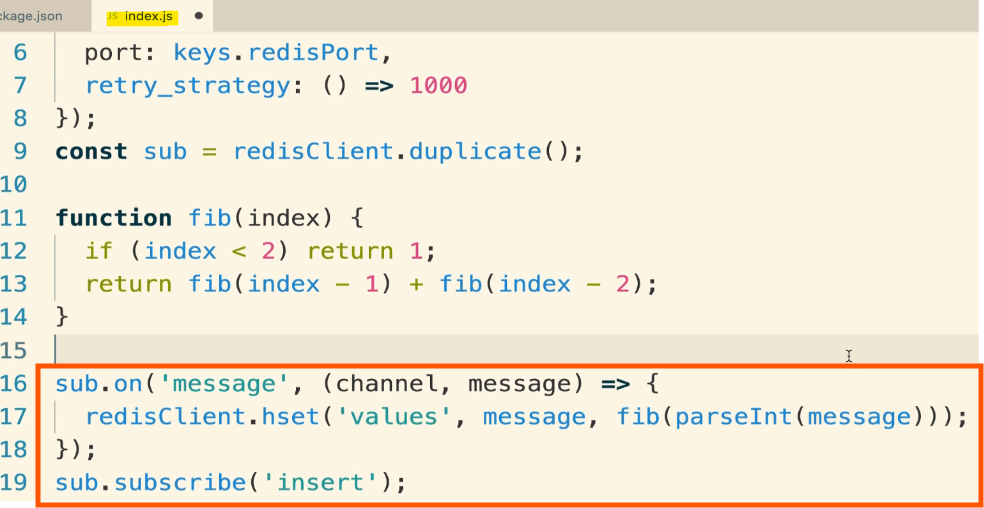 ckage.json JS index.js
6 port: keys.redisPort,
7 retry_strategy: () => 1000
8 });
9 const sub = redisClient.duplicate();
10
11 function fib(index) {
12 if (index < 2) return 1;
13 return fib(index - 1) + fib(index - 2);
14 }
15
16 sub.on('message', (channel, message) => {
17 redisClient.hset('values', message, fib(parseInt(message)));
18 });
19 sub.subscribe('insert');